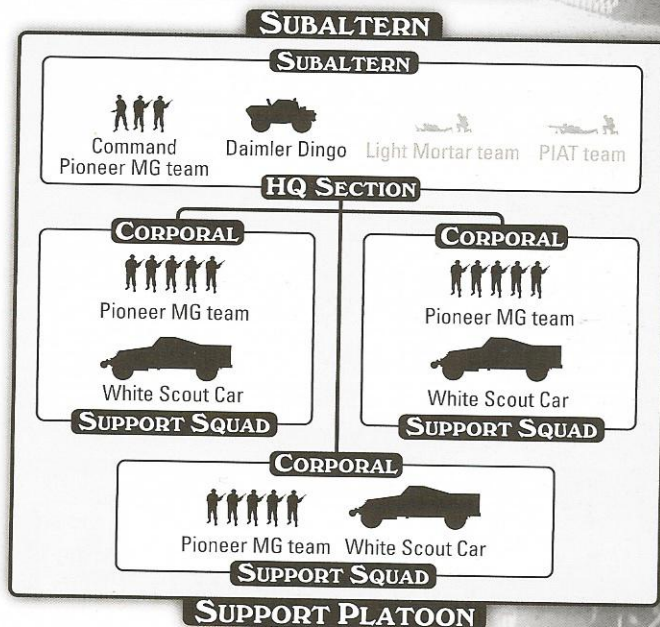 SUBALTERN
SUBALTERN
Command
Pioneer MG team
Daimler Dingo
Light Mortar team
PIAT team
HQ SECTION
CORPORAL
Pioneer MG team
White Scout Car
SUPPORT SQUAD
CORPORAL
Pioneer MG team
White Scout Car
SUPPORT SQUAD
CORPORAL
Pioneer MG team
White Scout Car
SUPPORT SQUAD
SUPPORT PLATOON